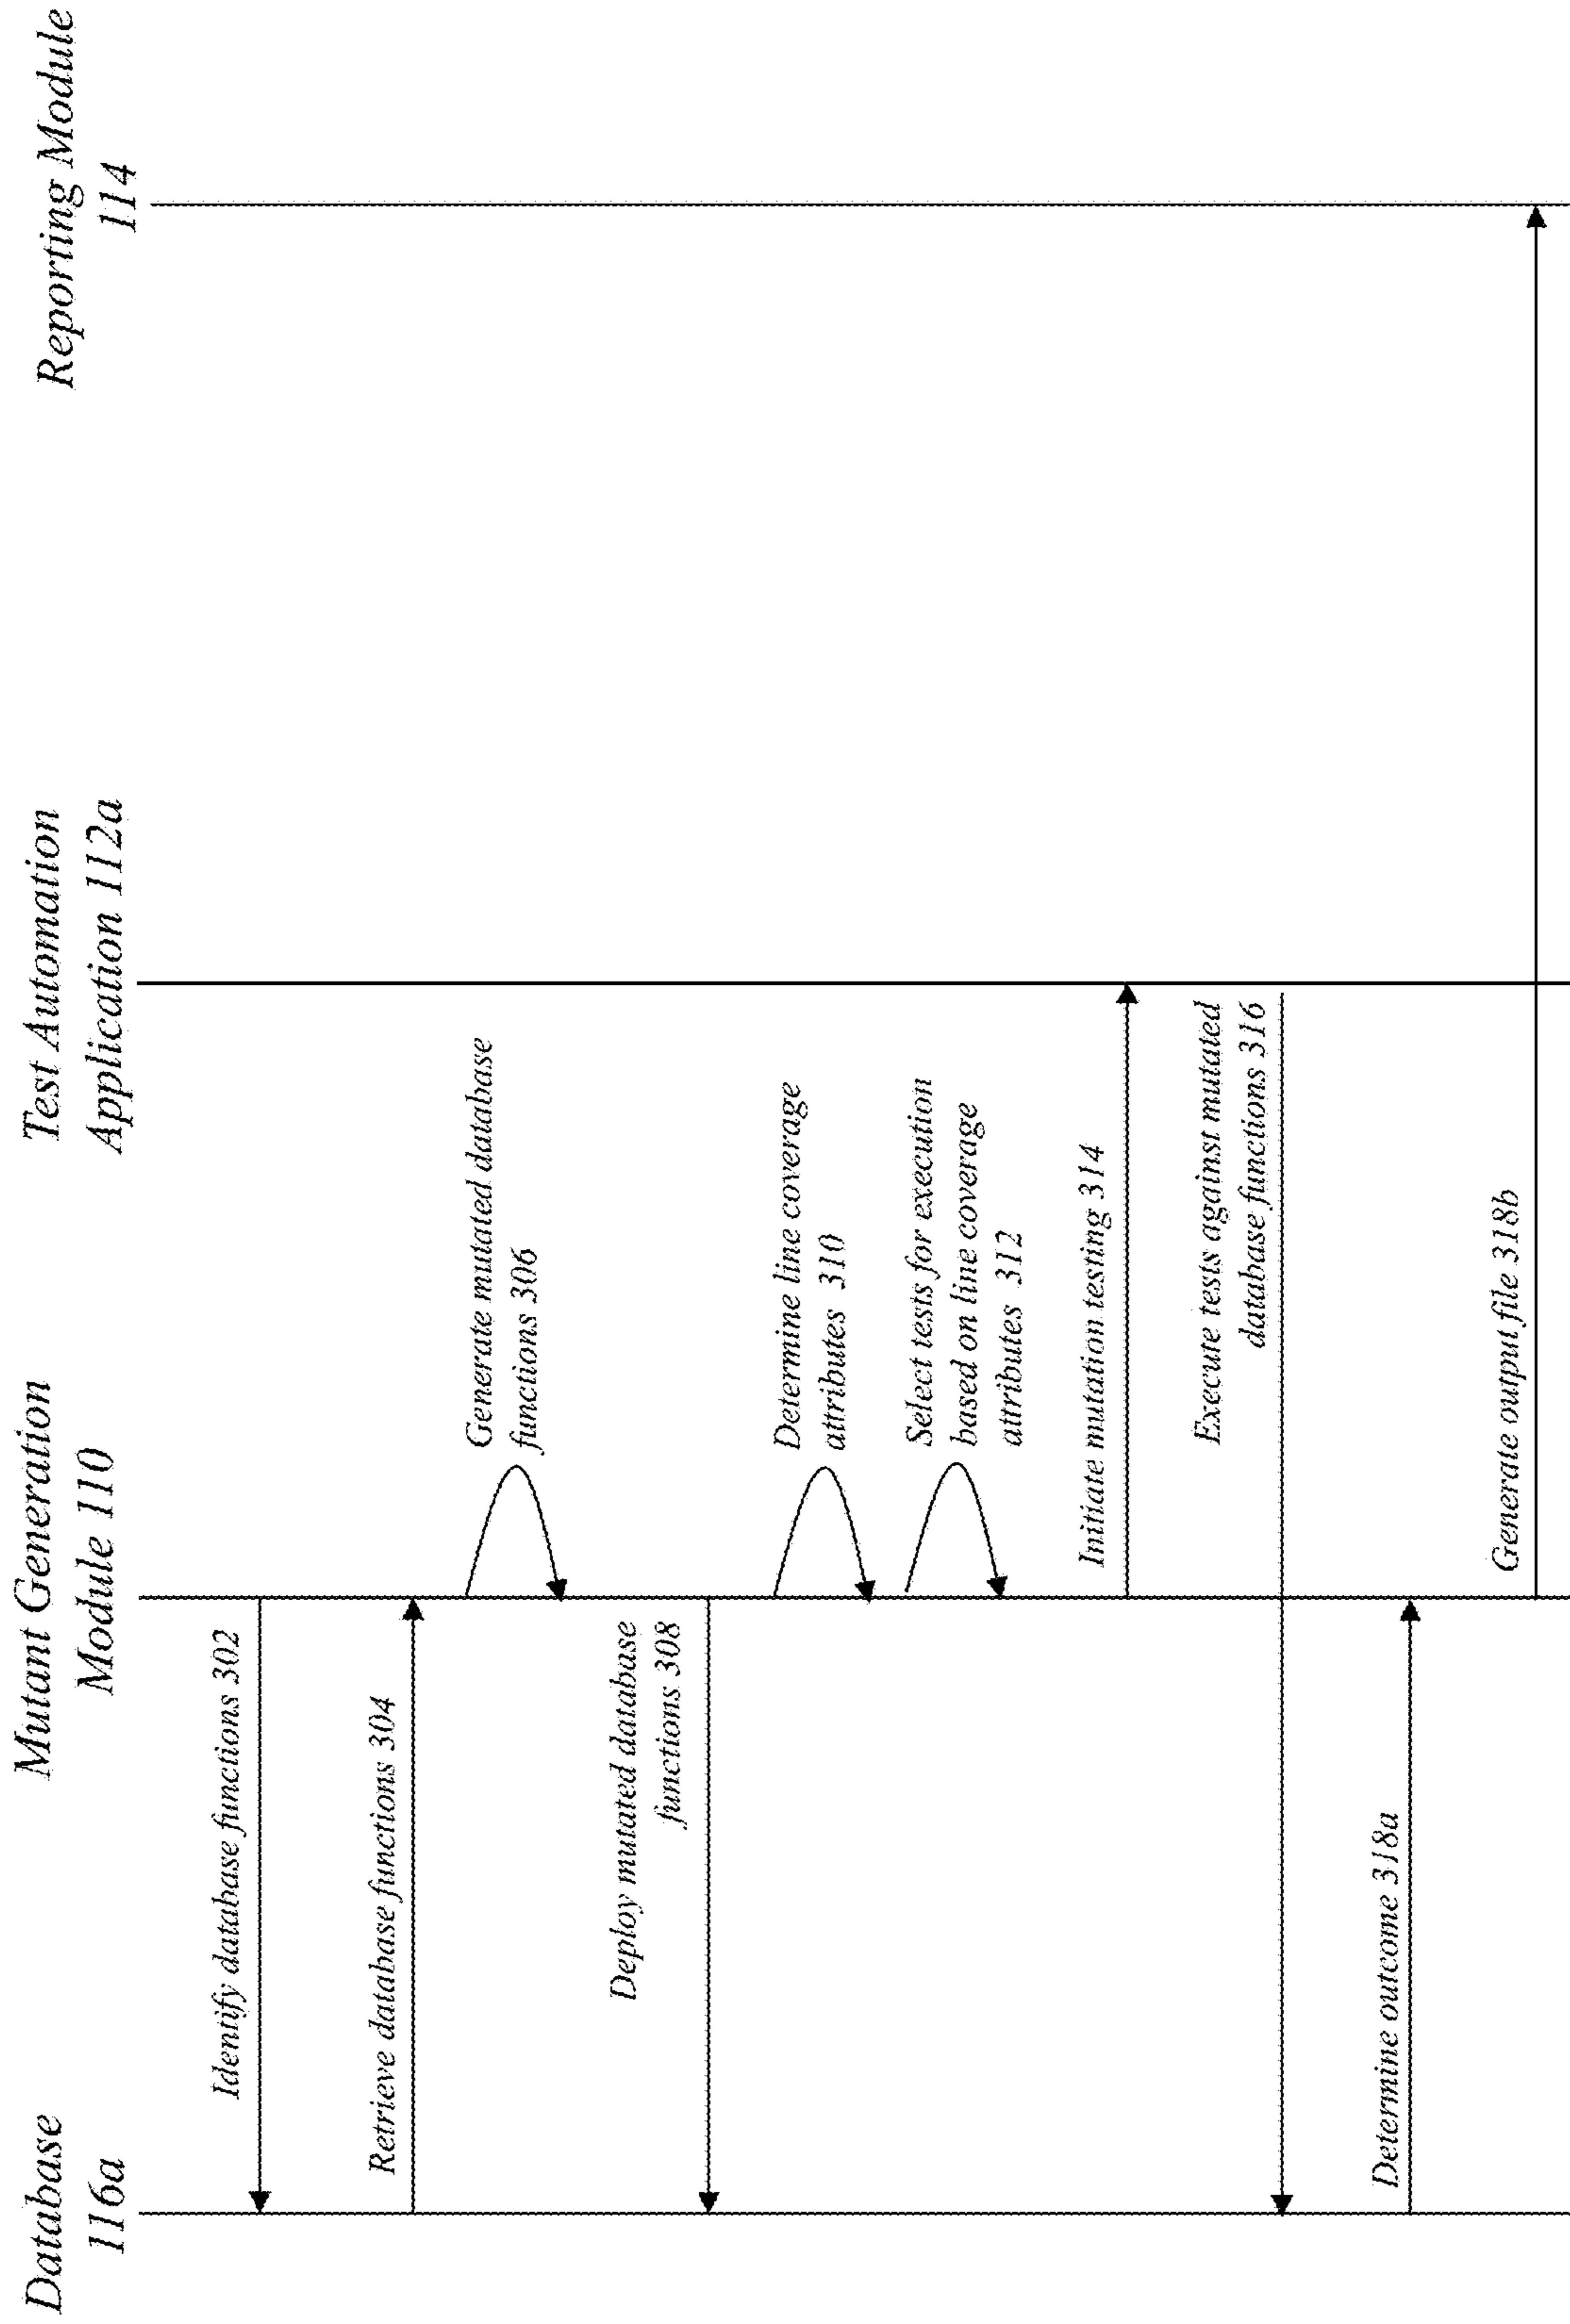 Database
116a
Mutant Generation
Module 110
Test Automation
Application 112a
Reporting Module
114
Identify database functions 302
Retrieve database functions 304
Generate mutated database
functions 306
Deploy mutated database
functions 308
Determine line coverage
attributes 310
Select tests for execution
based on line coverage
attributes 312
Initiate mutation testing 314
Execute tests against mutated
database functions 316
Determine outcome 318a
Generate output file 318b